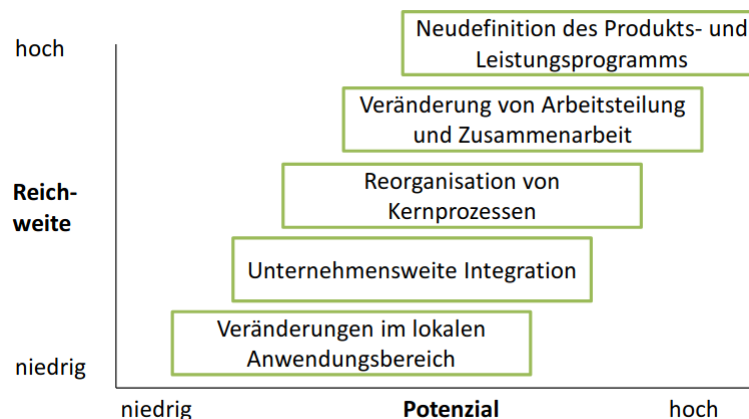 hoch
Neudefinition des Produkts- und
Leistungsprogramms
Veränderung von Arbeitsteilung
und Zusammenarbeit
Reich-
weite
Reorganisation von
Kernprozessen
Unternehmensweite Integration
Veränderungen im lokalen
Anwendungsbereich
niedrig
niedrig Potenzial hoch